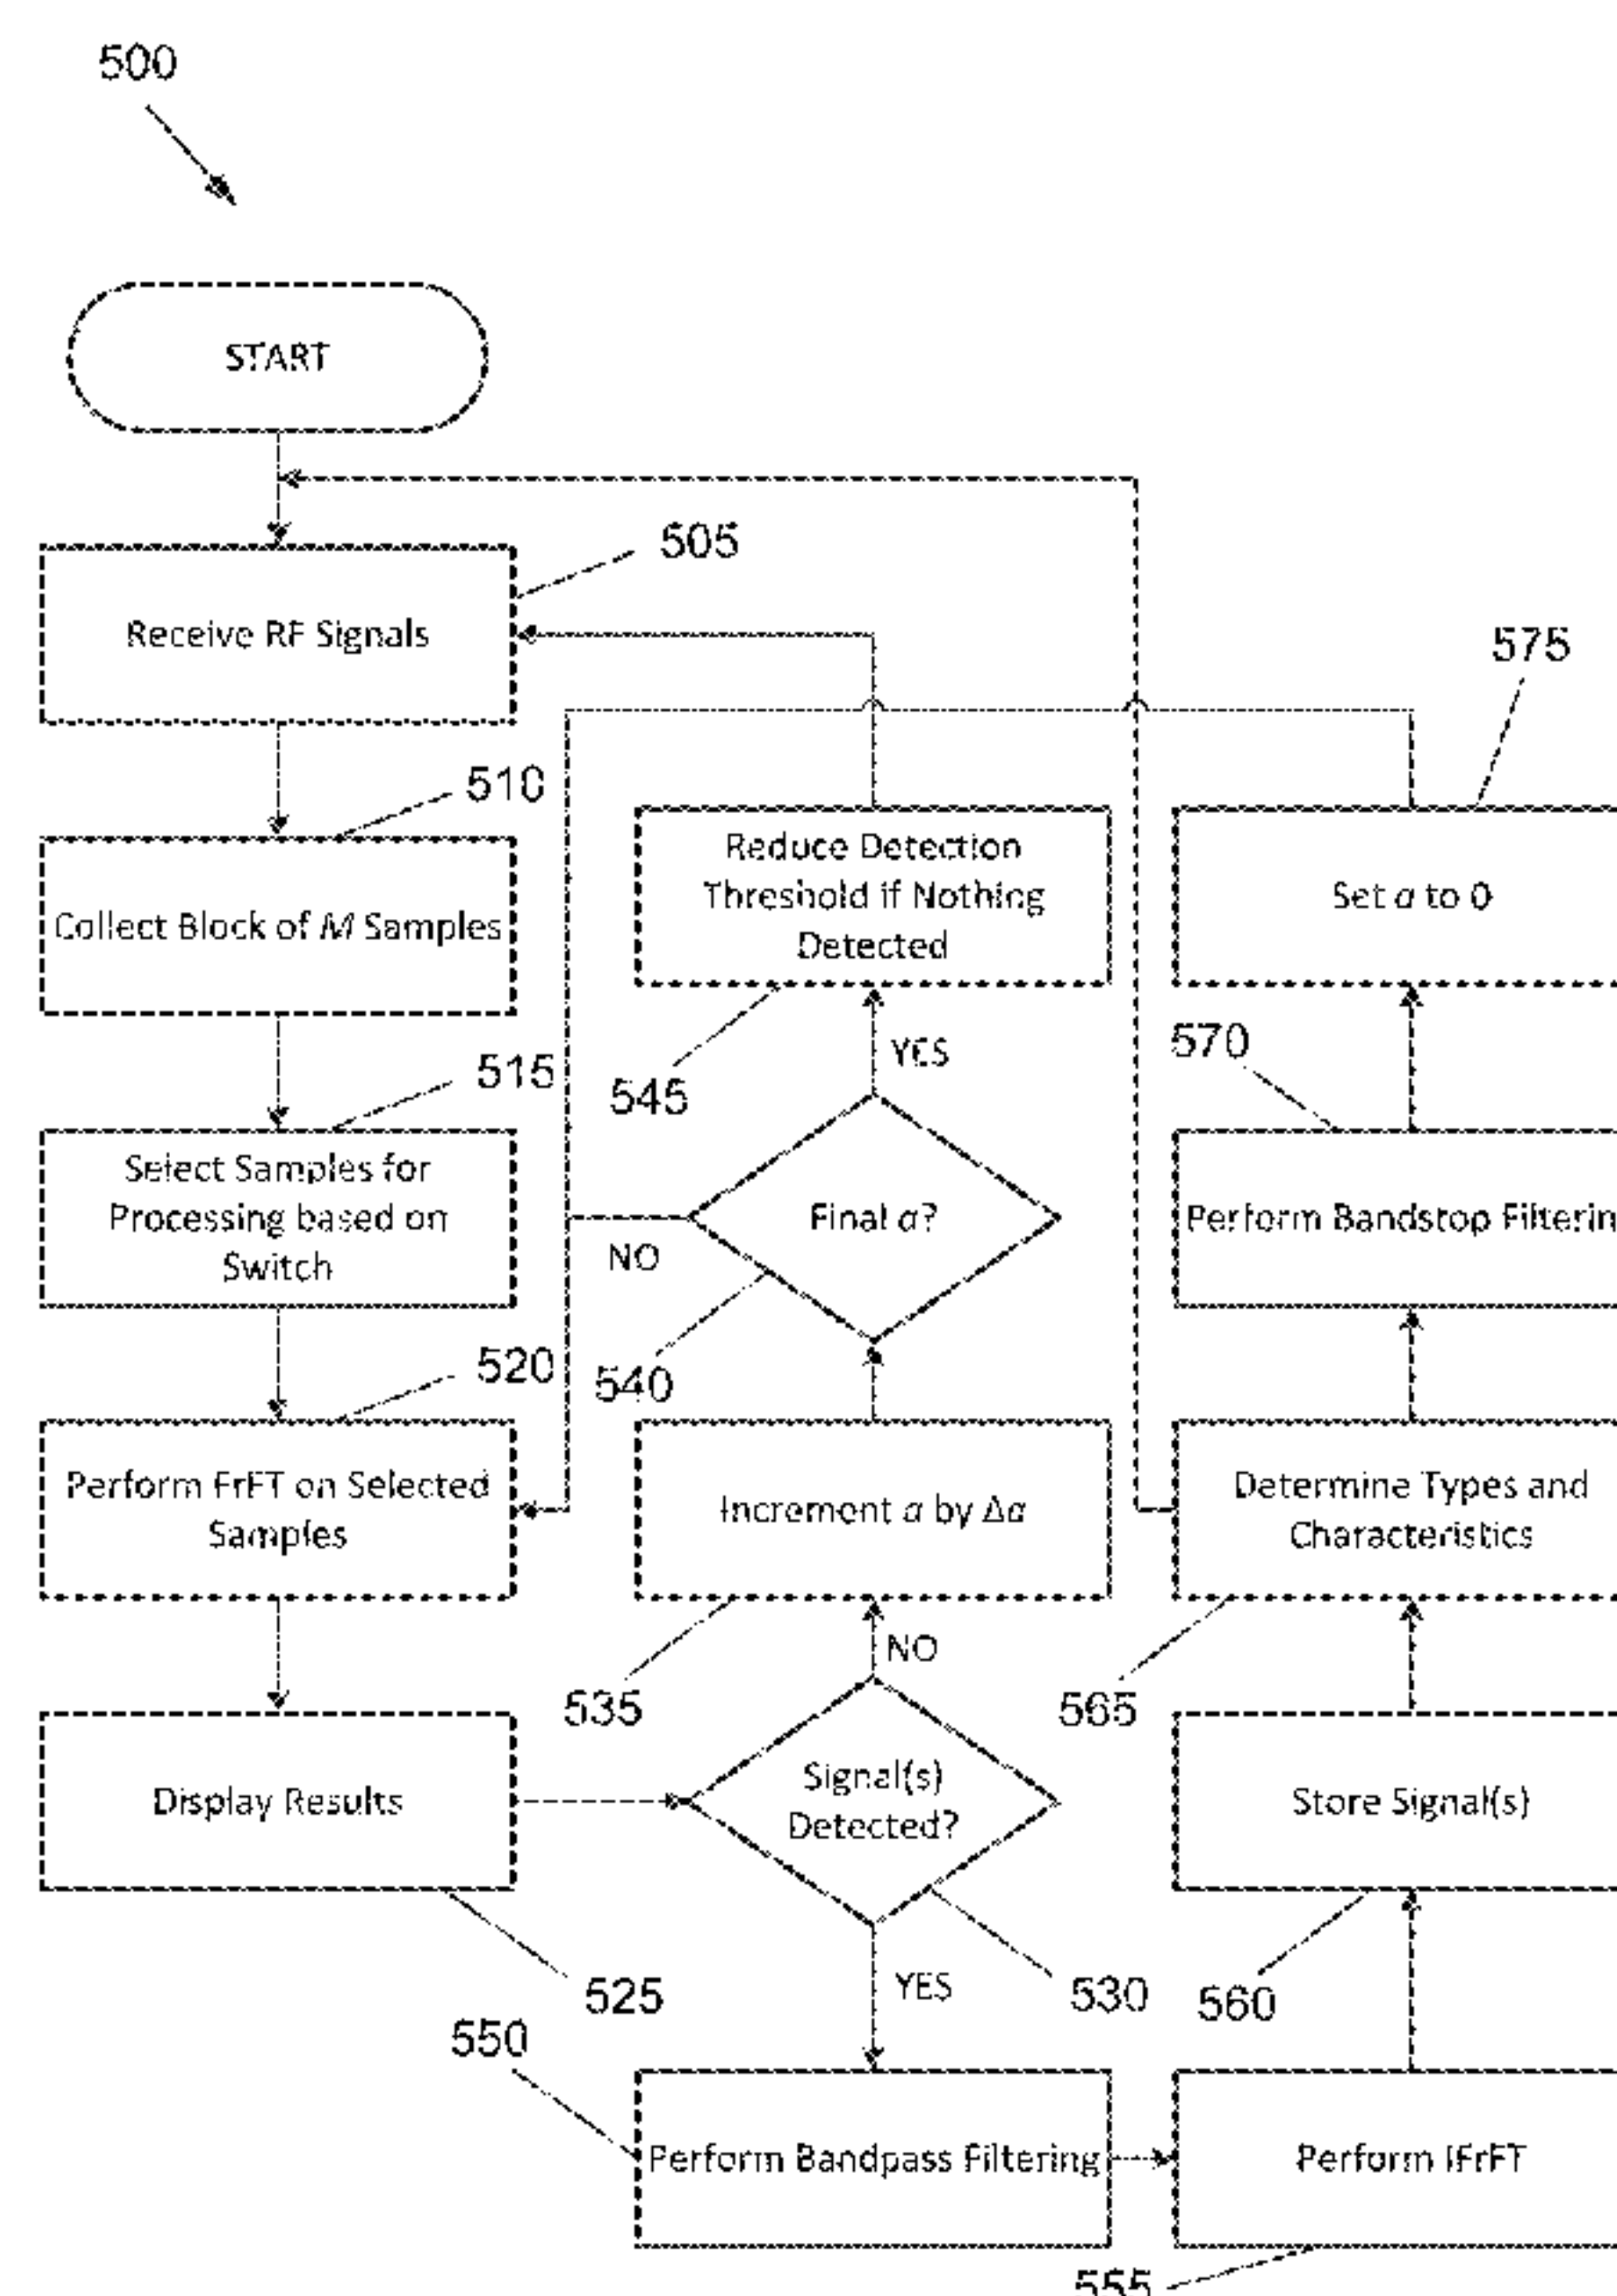 500
START
Receive RF Signals
505
Collect Block of M Samples
510
Select Samples for
Processing based on
Switch
515
Perform FrFT on Selected
Samples
520
Display Results
525
Signal(s)
Detected?
530
NO
YES
Increment a by Δa
535
Final a?
540
NO
YES
Reduce Detection
Threshold if Nothing
Detected
545
Perform Bandpass Filtering
550
Perform IFrFT
555
Store Signal(s)
560
Determine Types and
Characteristics
565
Perform Bandstop Filterin
570
Set a to 0
575